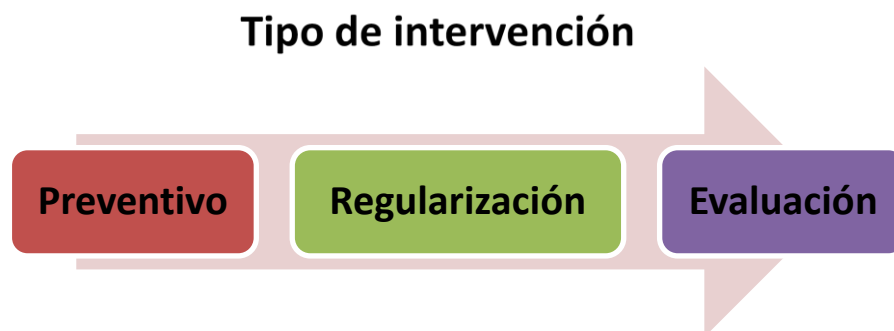 Tipo de intervención
Preventivo
Regularización
Evaluación